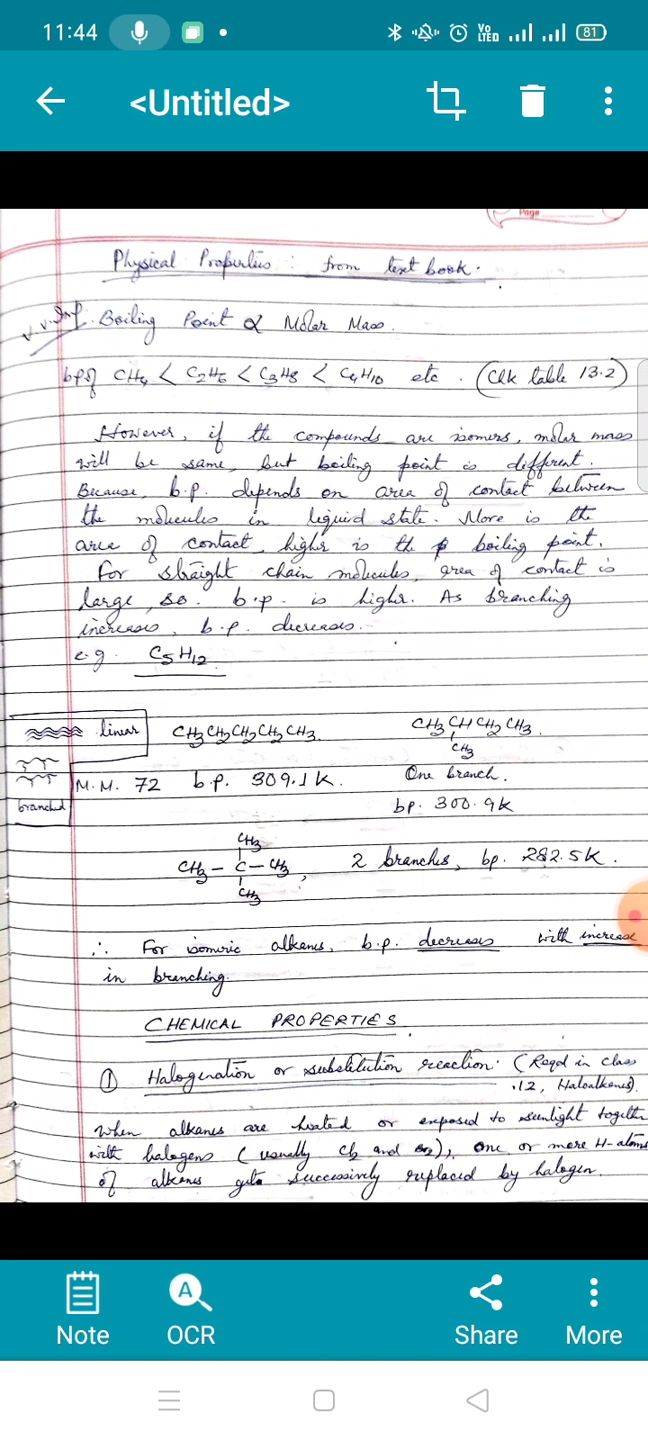 11:44
Vo LTED
81
<Untitled>
Page
Physical Properties : from text book.
v.v.Imp. Boiling Point α Molar Mass.
bp of CH4 < C2H6 < C3H8 < C4H10 etc. (Clk table 13.2)
However, if the compounds are isomers, molar mass
will be same, but boiling point is different.
Because, b.p. depends on area of contact between
the molecules in liquid state. More is the
area of contact, higher is the boiling point.
For straight chain molecules, area of contact is
large, so. b.p. is higher. As branching
increases, b.p. decreases.
e.g. C5H12
linear CH3CH2CH2CH2CH3. CH3CHCH2CH3.
CH3
M.M. 72 b.p. 309.1K. One branch.
branched bp. 300.9K
CH3
CH3 – C – CH3, 2 branches, bp. 282.5K.
CH3
∴ For isomeric alkanes, b.p. decreases with increase
in branching.
CHEMICAL PROPERTIES.
① Halogenation or substitution reaction. (Reqd in class
12, Haloalkanes).
When alkanes are heated or exposed to sunlight together
with halogens (usually Cl2 and Br2), one or more H-atoms
of alkanes gets successively replaced by halogen.
Note
A
OCR
Share
More